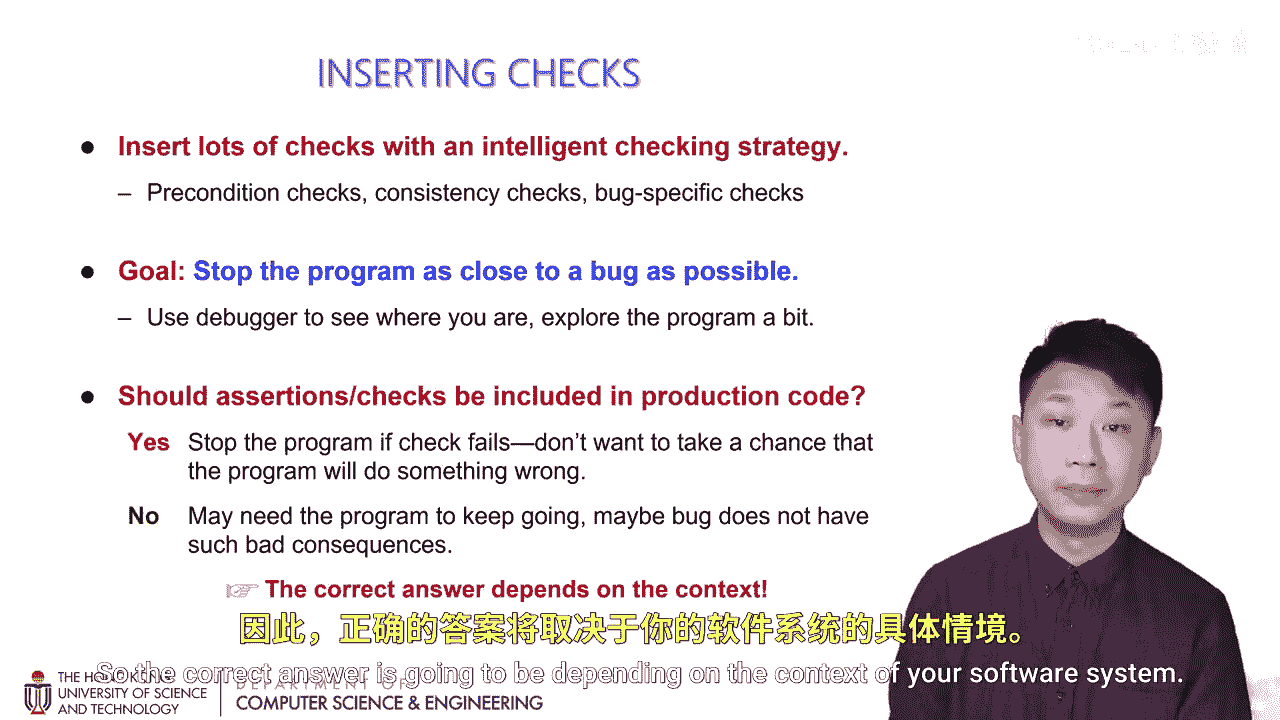 INSERTING CHECKS
● Insert lots of checks with an intelligent checking strategy.
– Precondition checks, consistency checks, bug-specific checks
● Goal: Stop the program as close to a bug as possible.
– Use debugger to see where you are, explore the program a bit.
● Should assertions/checks be included in production code?
Yes Stop the program if check fails—don't want to take a chance that
the program will do something wrong.
No May need the program to keep going, maybe bug does not have
such bad consequences.
☞ The correct answer depends on the context!
因此，正确的答案将取决于你的软件系统的具体情境。
So the correct answer is going to be depending on the context of your software system.
THE HONG KONG
UNIVERSITY OF SCIENCE
AND TECHNOLOGY
DEPARTMENT OF
COMPUTER SCIENCE & ENGINEERING